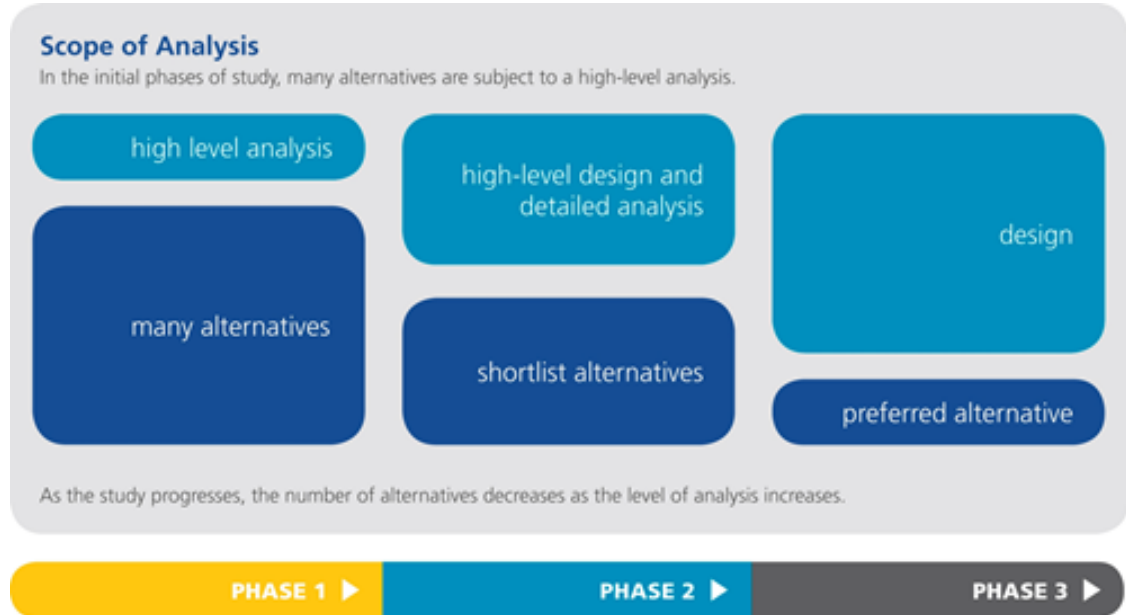 Scope of Analysis
In the initial phases of study, many alternatives are subject to a high-level analysis.
high level analysis
many alternatives
high-level design and
detailed analysis
shortlist alternatives
design
preferred alternative
As the study progresses, the number of alternatives decreases as the level of analysis increases.
PHASE 1
PHASE 2
PHASE 3